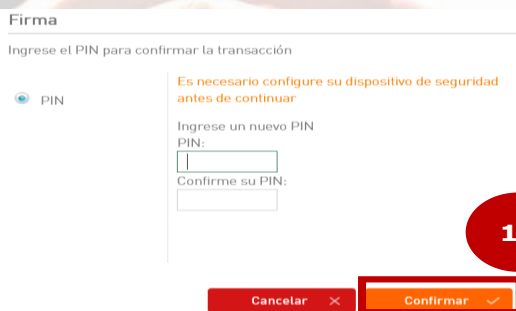 Firma
Ingrese el PIN para confirmar la transacción
PIN
Es necesario configure su dispositivo de seguridad
antes de continuar
Ingrese un nuevo PIN
PIN:
Confirme su PIN:
1
Cancelar
Confirmar